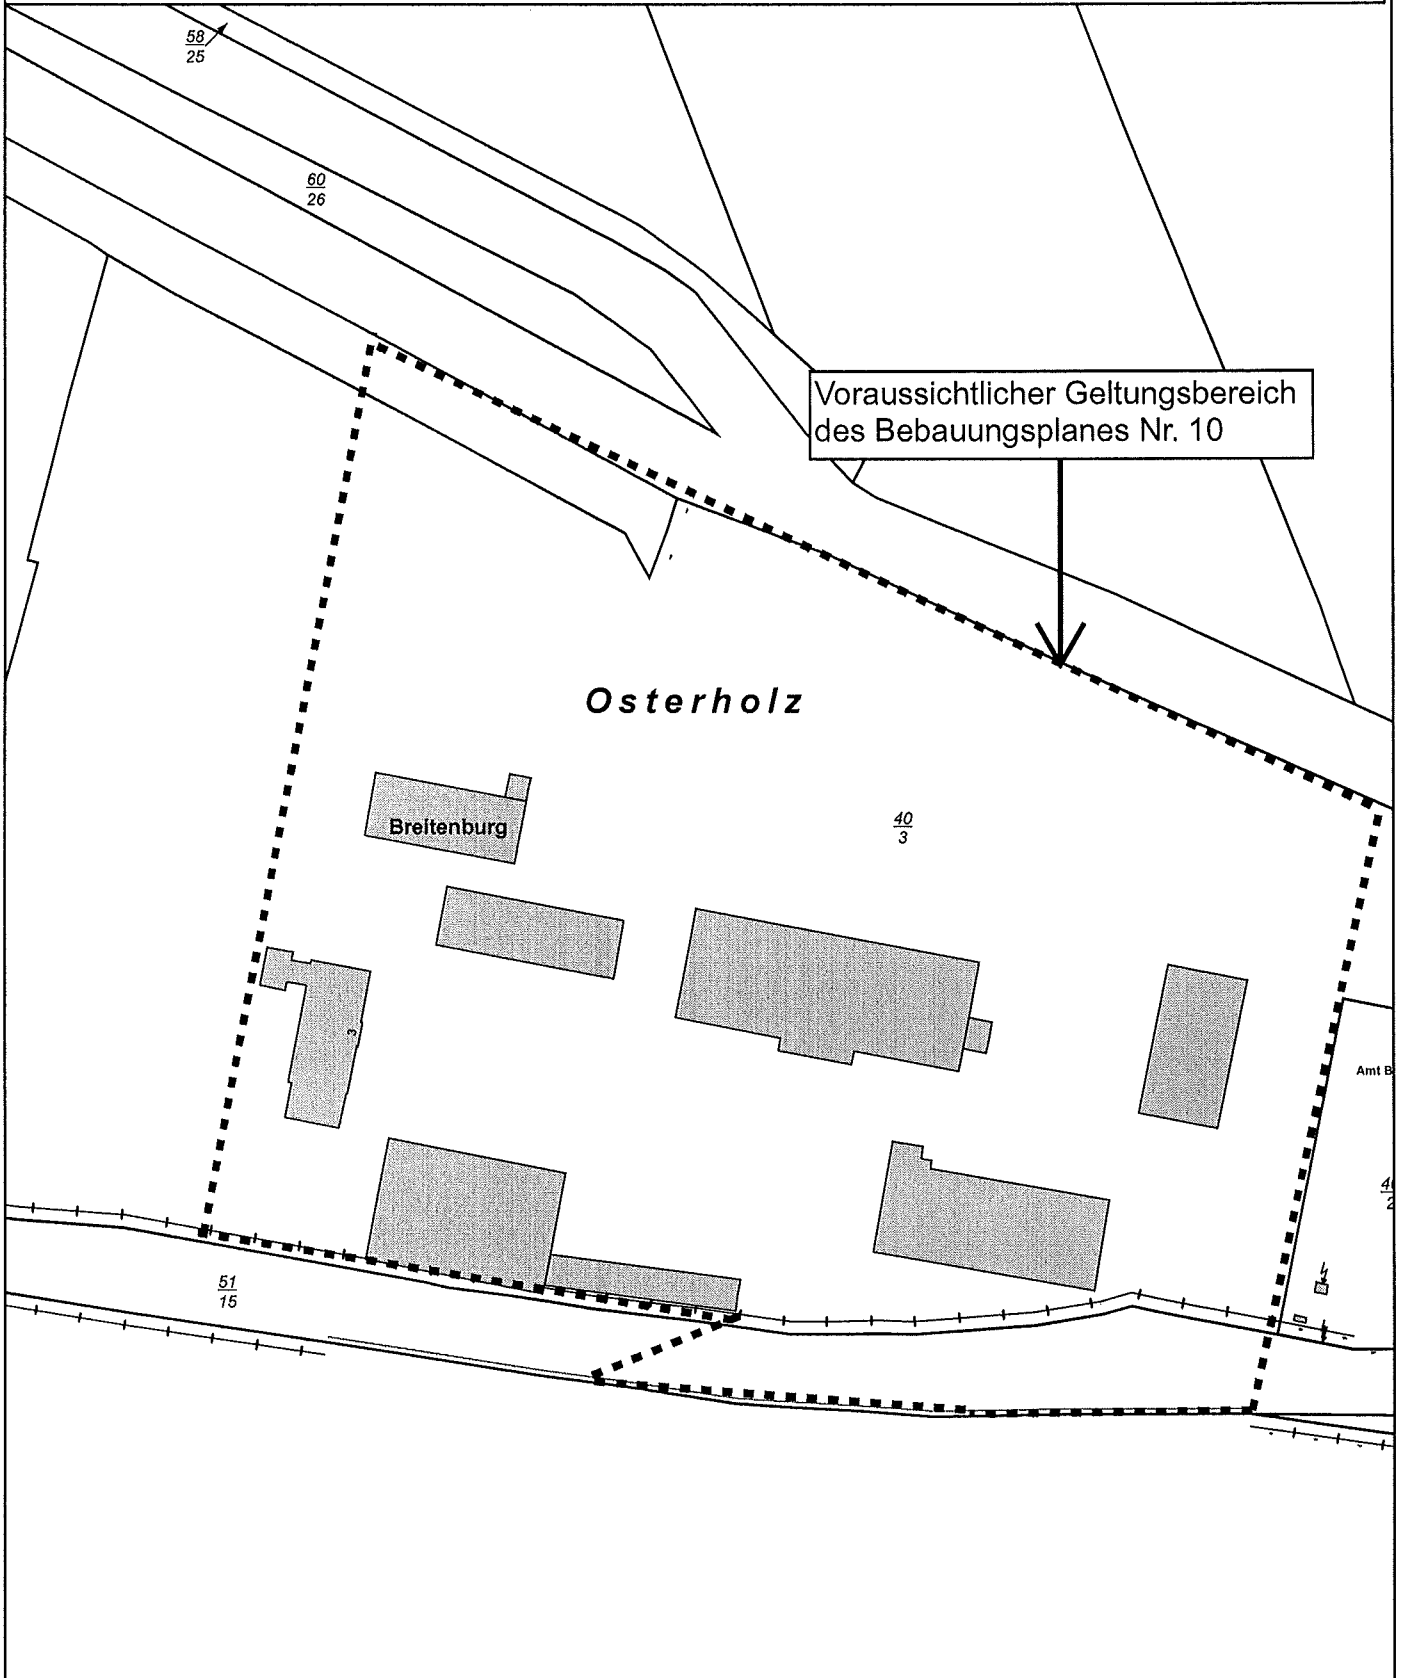 58
25
60
26
Voraussichtlicher Geltungsbereich
des Bebauungsplanes Nr. 10
Osterholz
Breitenburg
40
3
3
Amt B
51
15